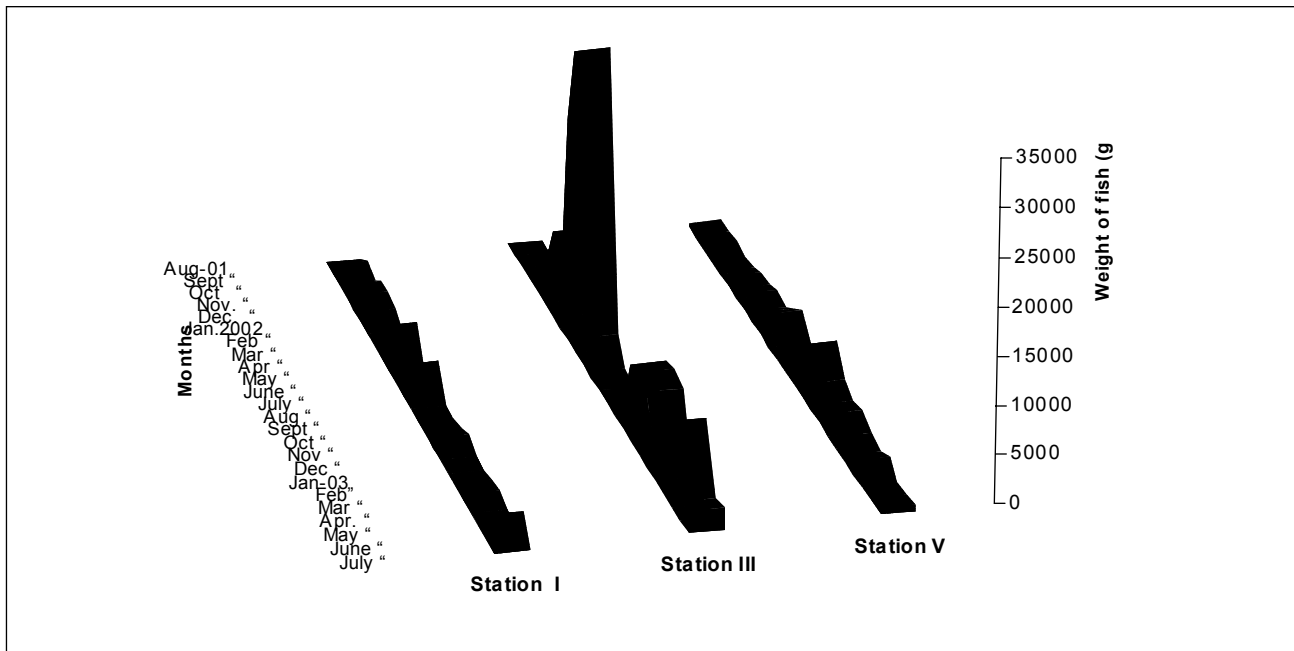 Aug-01
Sept “
Oct “
Nov. “
Dec “
Jan.2002
Feb “
Mar “
Apr “
May “
June “
July “
Aug “
Sept “
Oct “
Nov “
Dec “
Jan-03
Feb”
Mar “
Apr. “
May “
June “
July “
Months
Station I
Station III
Station V
35000
30000
25000
20000
15000
10000
5000
0
Weight of fish (g